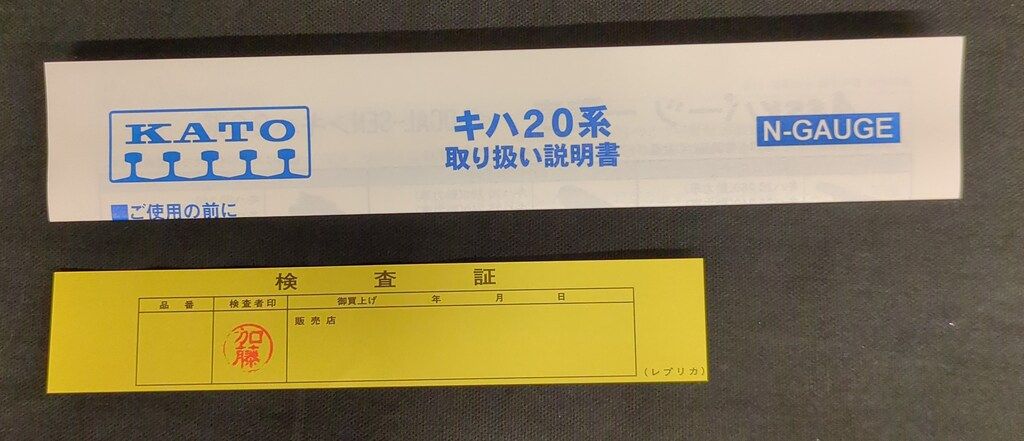 KATO
キハ20系
取り扱い説明書
N-GAUGE
■ご使用の前に
検査証
品番
検査者印
御買上げ 年 月 日
加藤
販売店
(レプリカ)